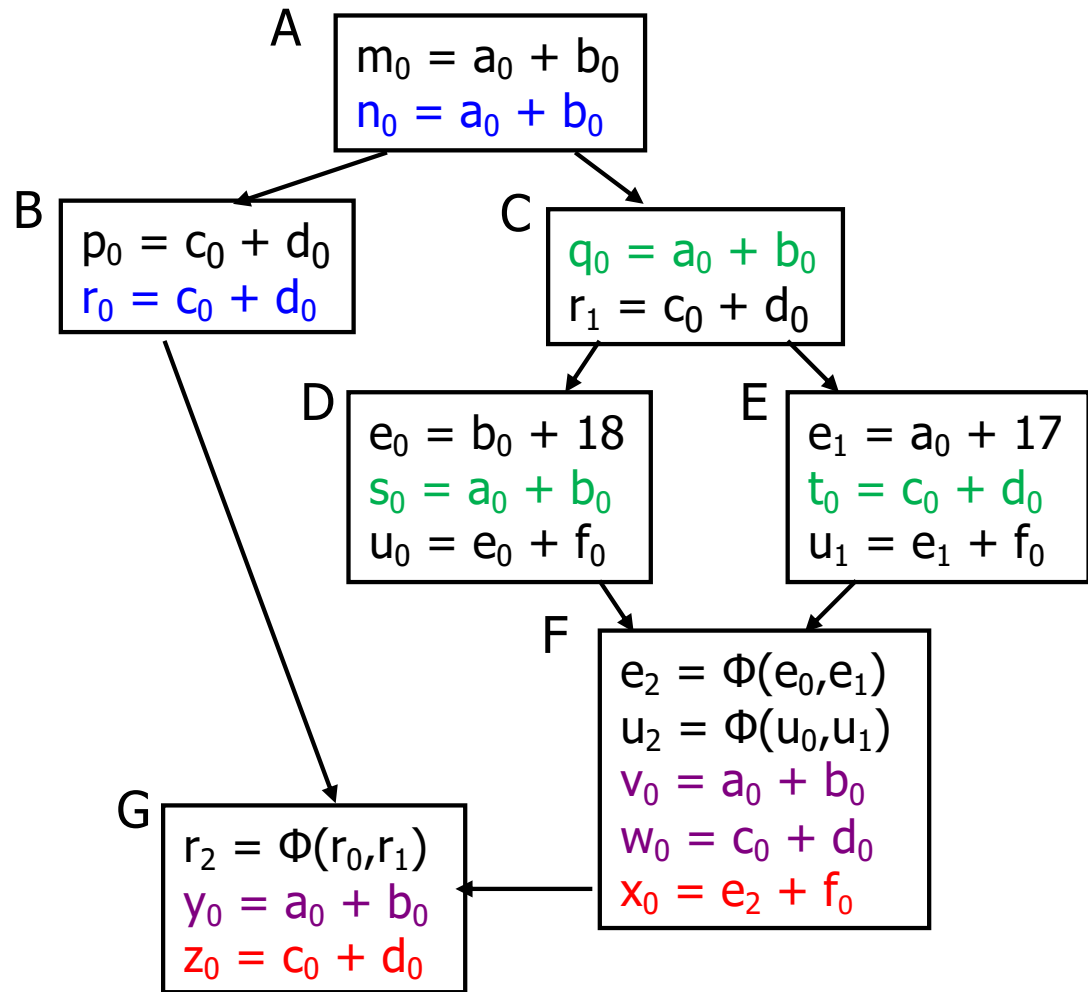 A
m₀ = a₀ + b₀
n₀ = a₀ + b₀
B
p₀ = c₀ + d₀
r₀ = c₀ + d₀
C
q₀ = a₀ + b₀
r₁ = c₀ + d₀
D
e₀ = b₀ + 18
s₀ = a₀ + b₀
u₀ = e₀ + f₀
E
e₁ = a₀ + 17
t₀ = c₀ + d₀
u₁ = e₁ + f₀
F
e₂ = Φ(e₀,e₁)
u₂ = Φ(u₀,u₁)
v₀ = a₀ + b₀
w₀ = c₀ + d₀
x₀ = e₂ + f₀
G
r₂ = Φ(r₀,r₁)
y₀ = a₀ + b₀
z₀ = c₀ + d₀